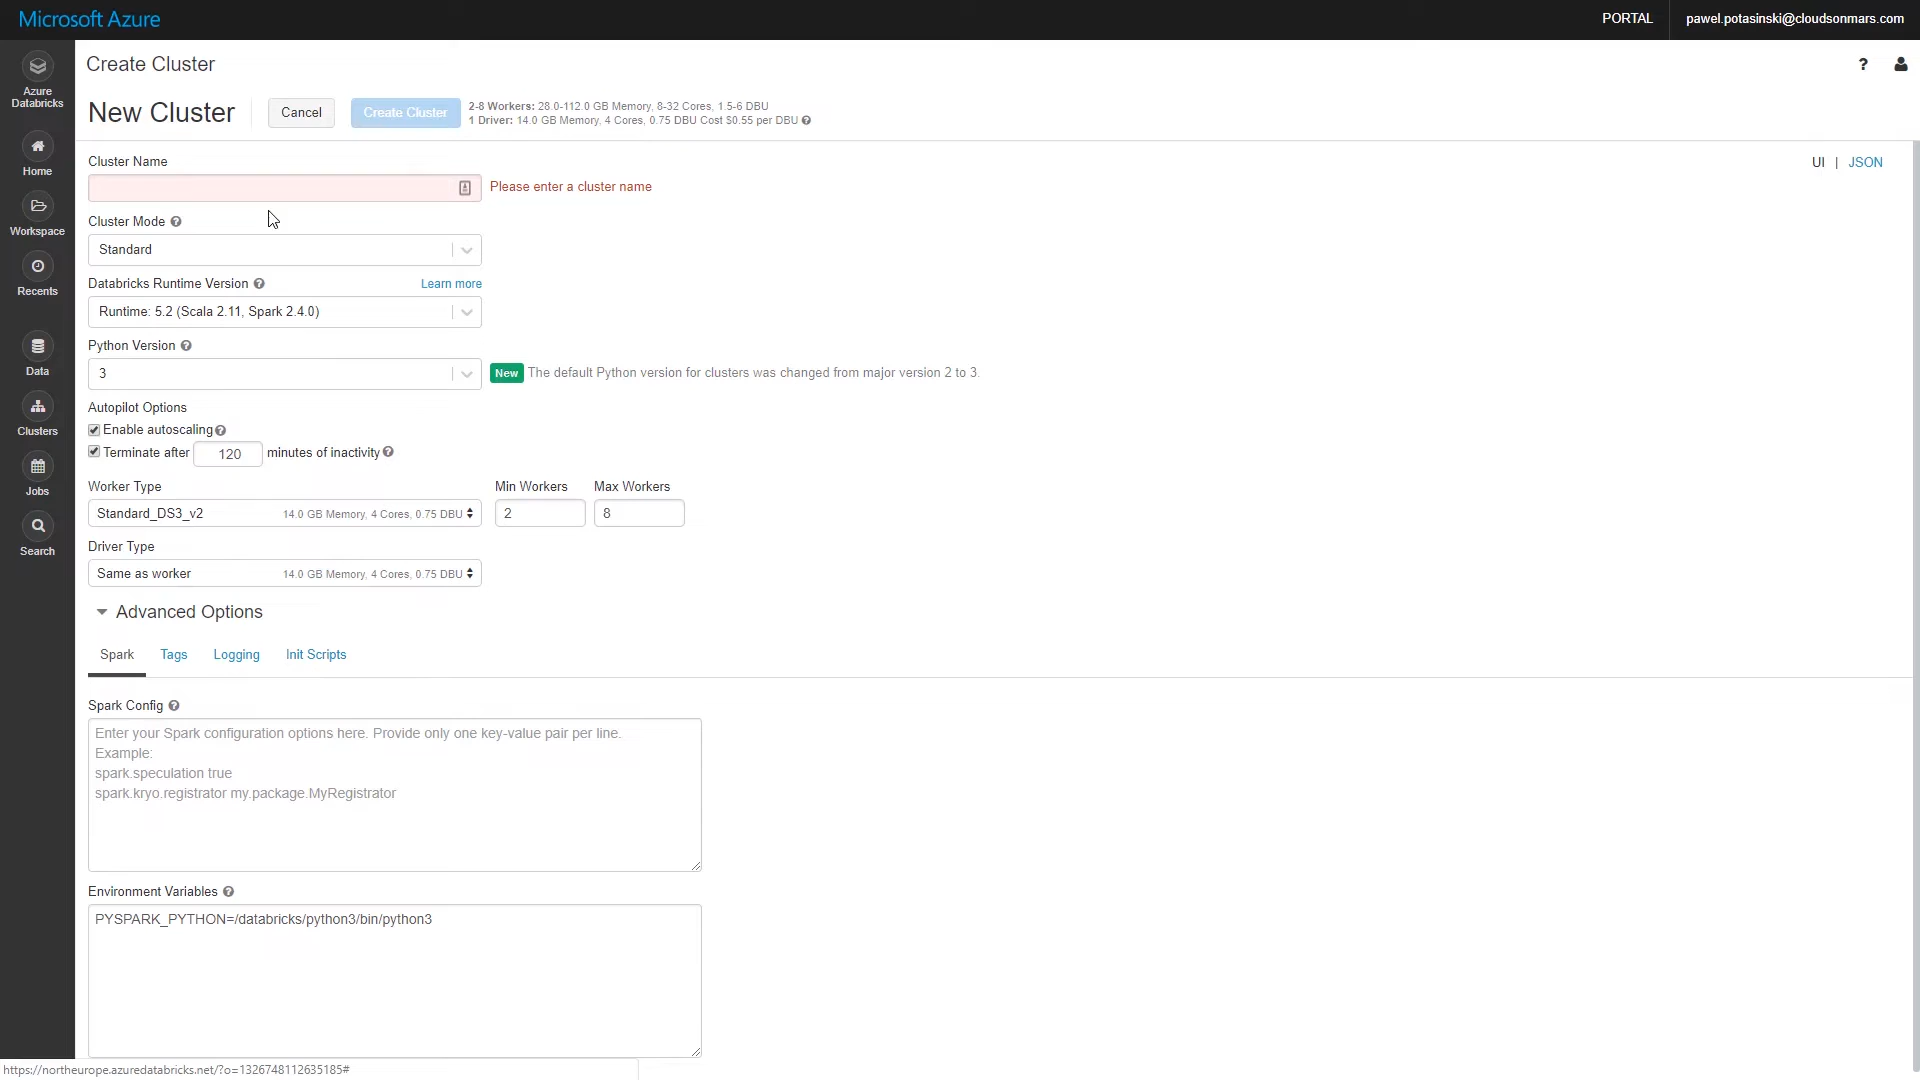 Microsoft Azure
PORTAL
pawel.potasinski@cloudsonmars.com
Azure
Databricks
Home
Workspace
Recents
Data
Clusters
Jobs
Search
Create Cluster
?
New Cluster
Cancel
Create Cluster
2-8 Workers: 28.0-112.0 GB Memory, 8-32 Cores, 1.5-6 DBU
1 Driver: 14.0 GB Memory, 4 Cores, 0.75 DBU Cost $0.55 per DBU ?
UI | JSON
Cluster Name
Please enter a cluster name
Cluster Mode ?
Standard
Databricks Runtime Version ? Learn more
Runtime: 5.2 (Scala 2.11, Spark 2.4.0)
Python Version ?
3
New The default Python version for clusters was changed from major version 2 to 3.
Autopilot Options
Enable autoscaling ?
Terminate after 120 minutes of inactivity ?
Worker Type Min Workers Max Workers
Standard_DS3_v2 14.0 GB Memory, 4 Cores, 0.75 DBU 2 8
Driver Type
Same as worker 14.0 GB Memory, 4 Cores, 0.75 DBU
Advanced Options
Spark Tags Logging Init Scripts
Spark Config ?
Enter your Spark configuration options here. Provide only one key-value pair per line.
Example:
spark.speculation true
spark.kryo.registrator my.package.MyRegistrator
Environment Variables ?
PYSPARK_PYTHON=/databricks/python3/bin/python3
https://northeurope.azuredatabricks.net/?o=1326748112635185#